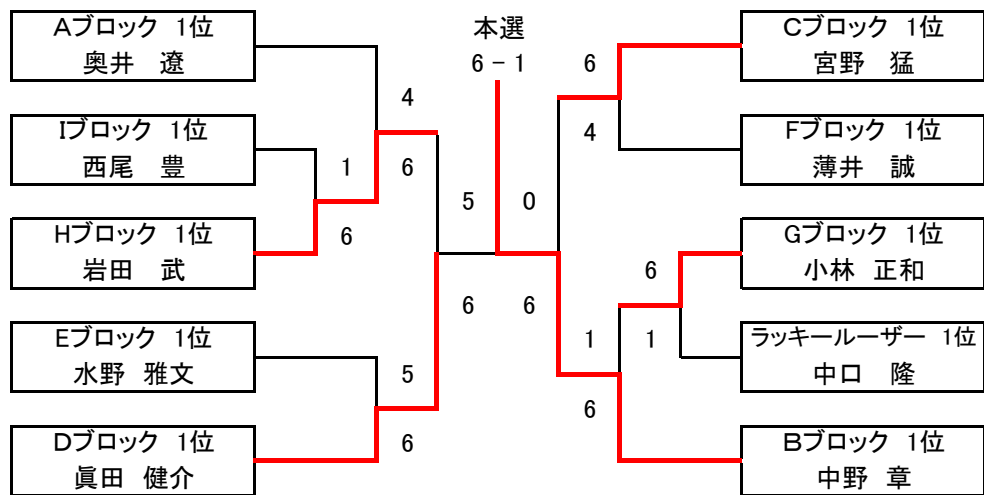 本選
6 – 1
Aブロック 1位
奥井 遼
Iブロック 1位
西尾 豊
Hブロック 1位
岩田 武
Eブロック 1位
水野 雅文
Dブロック 1位
眞田 健介
4
6
1
6
5
6
5
6
Cブロック 1位
宮野 猛
Fブロック 1位
薄井 誠
Gブロック 1位
小林 正和
ラッキールーザー 1位
中口 隆
Bブロック 1位
中野 章
6
4
0
6
6
1
1
6